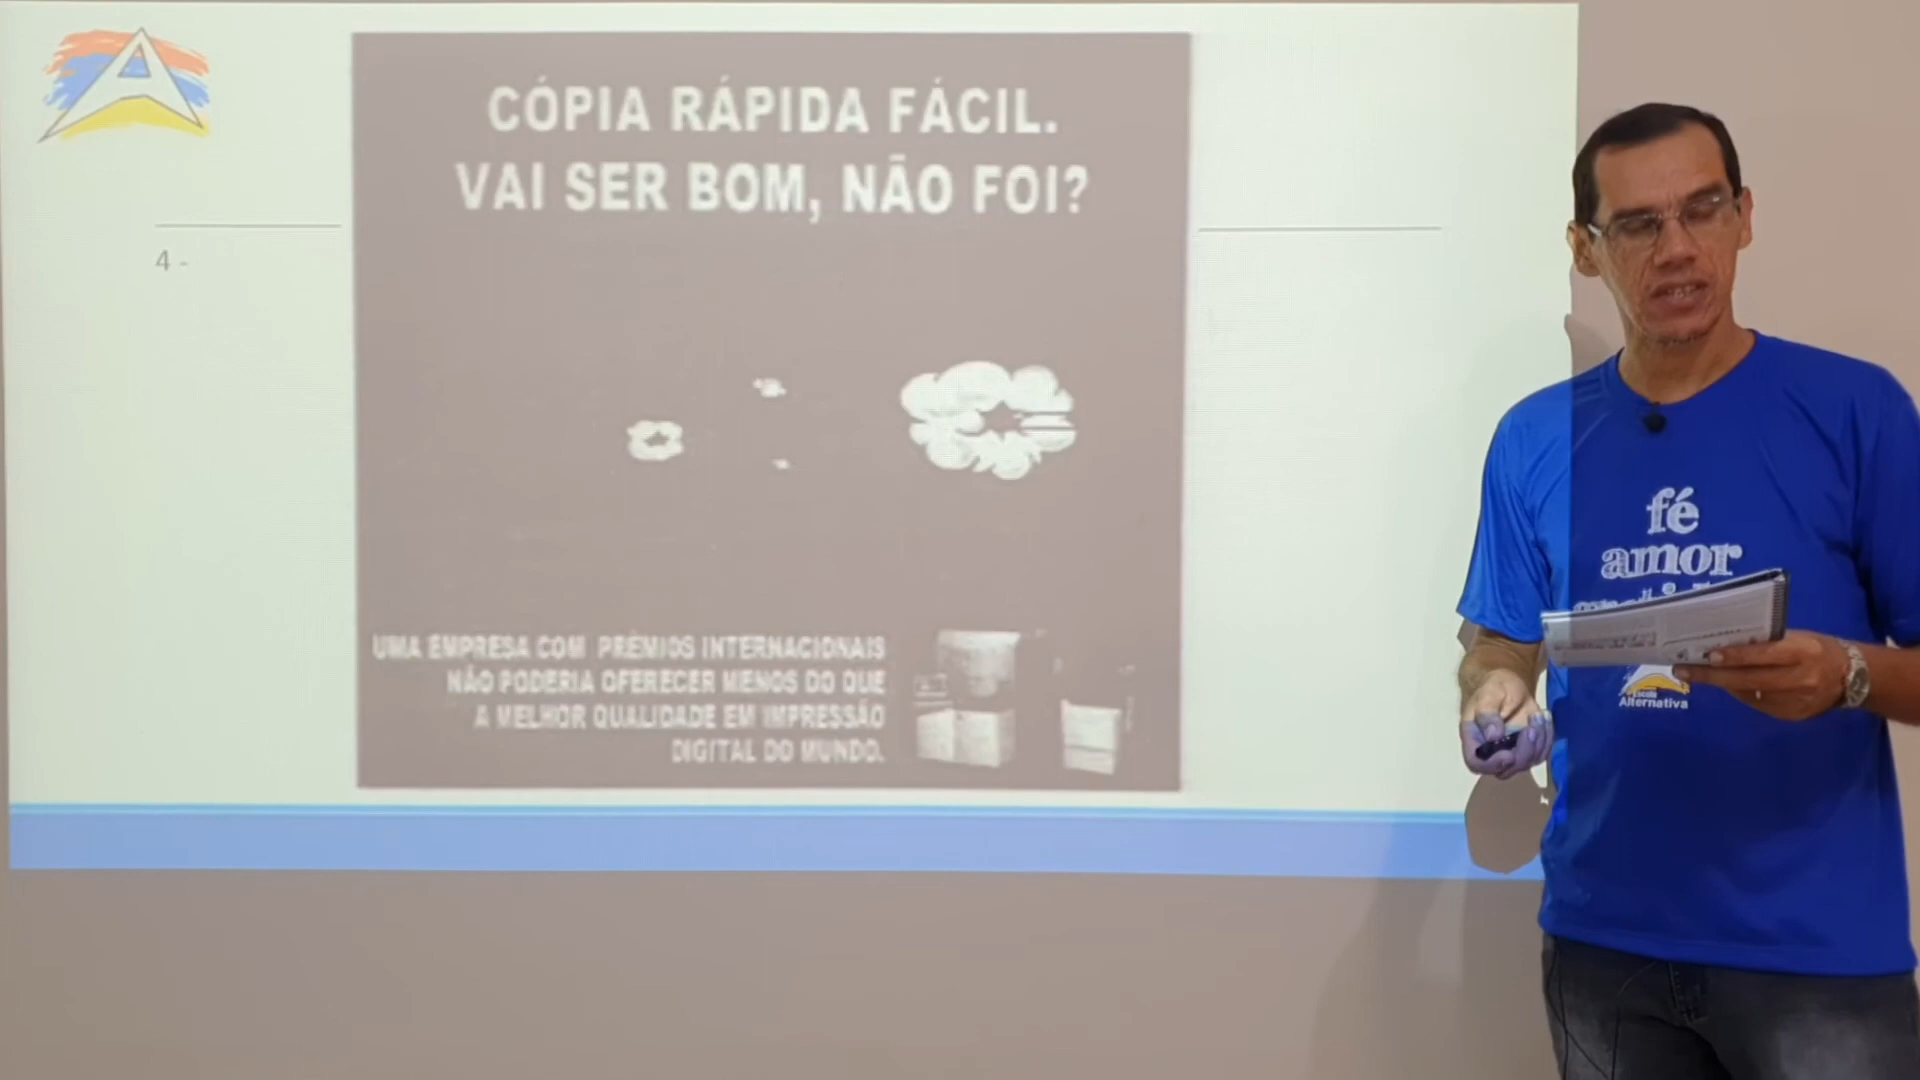 CÓPIA RÁPIDA FÁCIL.
VAI SER BOM, NÃO FOI?
4 -
UMA EMPRESA COM PRÊMIOS INTERNACIONAIS
NÃO PODERIA OFERECER MENOS DO QUE
A MELHOR QUALIDADE EM IMPRESSÃO
DIGITAL DO MUNDO.
fé
amor
Escola
Alternativa